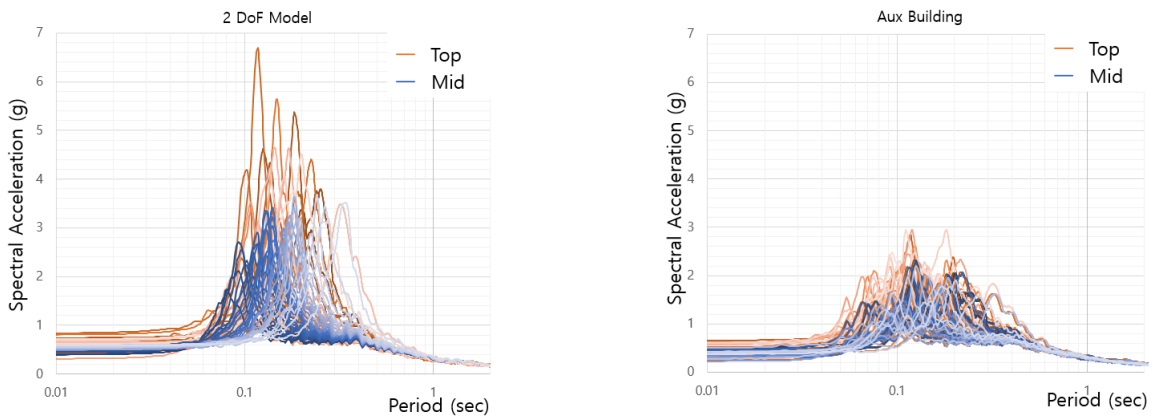 2 DoF Model
7
6
5
4
3
2
1
0
0.01
0.1
1
Spectral Acceleration (g)
Period (sec)
Top
Mid
Aux Building
7
6
5
4
3
2
1
0
0.01
0.1
1
Spectral Acceleration (g)
Period (sec)
Top
Mid